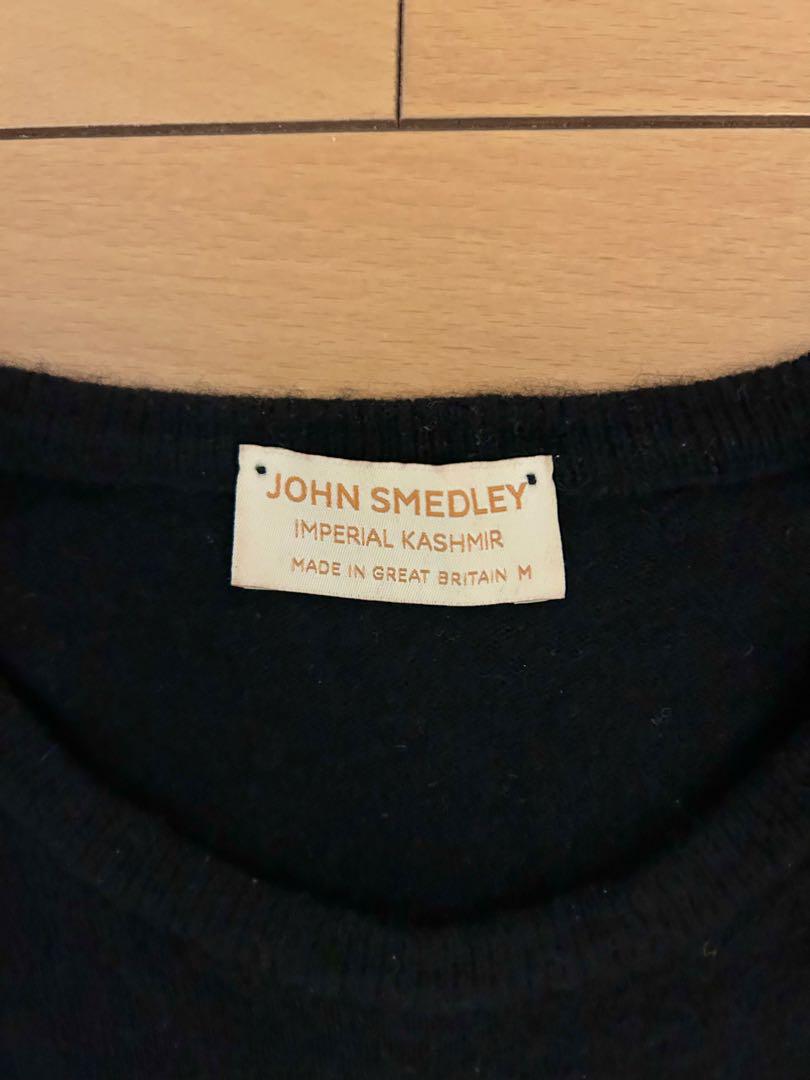 JOHN SMEDLEY
IMPERIAL KASHMIR
MADE IN GREAT BRITAIN M